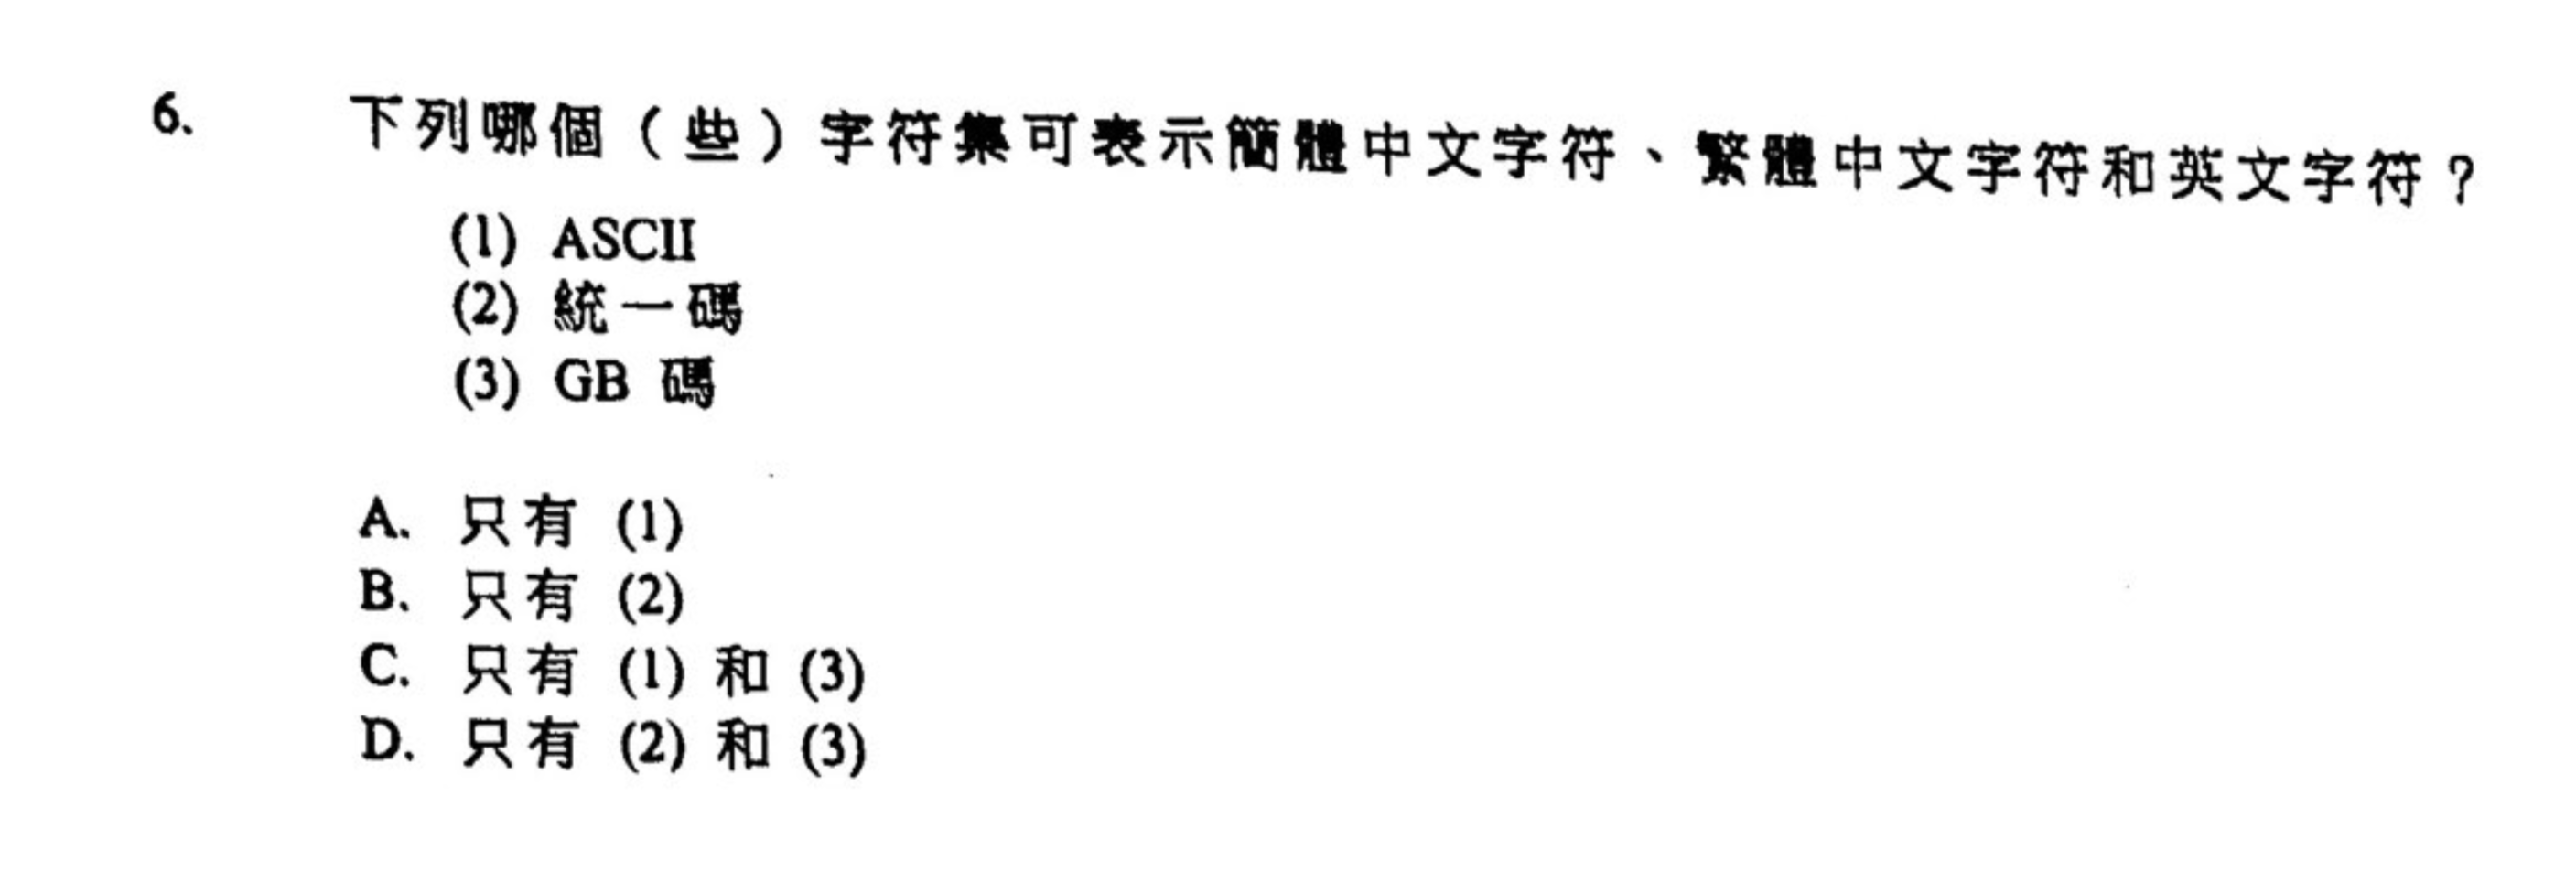 6. 下列哪個（些）字符集可表示簡體中文字符、繁體中文字符和英文字符？
(1) ASCII
(2) 統一碼
(3) GB 碼
A. 只有 (1)
B. 只有 (2)
C. 只有 (1) 和 (3)
D. 只有 (2) 和 (3)